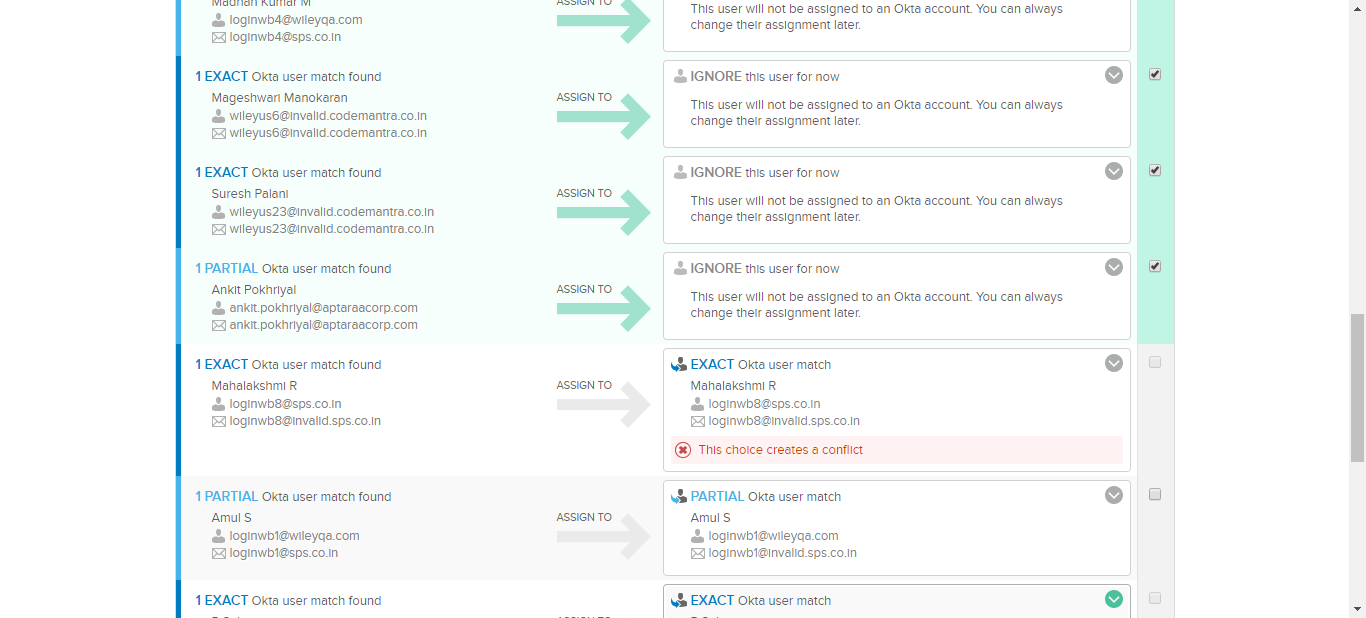 Madhan Kumar M
loginwb4@wileyqa.com
loginwb4@sps.co.in
ASSIGN TO
This user will not be assigned to an Okta account. You can always
change their assignment later.
1 EXACT Okta user match found
Mageshwari Manokaran
wileyus6@invalid.codemantra.co.in
wileyus6@invalid.codemantra.co.in
ASSIGN TO
IGNORE this user for now
This user will not be assigned to an Okta account. You can always
change their assignment later.
1 EXACT Okta user match found
Suresh Palani
wileyus23@invalid.codemantra.co.in
wileyus23@invalid.codemantra.co.in
ASSIGN TO
IGNORE this user for now
This user will not be assigned to an Okta account. You can always
change their assignment later.
1 PARTIAL Okta user match found
Ankit Pokhriyal
ankit.pokhriyal@aptaraacorp.com
ankit.pokhriyal@aptaraacorp.com
ASSIGN TO
IGNORE this user for now
This user will not be assigned to an Okta account. You can always
change their assignment later.
1 EXACT Okta user match found
Mahalakshmi R
loginwb8@sps.co.in
loginwb8@invalid.sps.co.in
ASSIGN TO
EXACT Okta user match
Mahalakshmi R
loginwb8@sps.co.in
loginwb8@invalid.sps.co.in
This choice creates a conflict
1 PARTIAL Okta user match found
Amul S
loginwb1@wileyqa.com
loginwb1@sps.co.in
ASSIGN TO
PARTIAL Okta user match
Amul S
loginwb1@wileyqa.com
loginwb1@invalid.sps.co.in
1 EXACT Okta user match found
ASSIGN TO
EXACT Okta user match